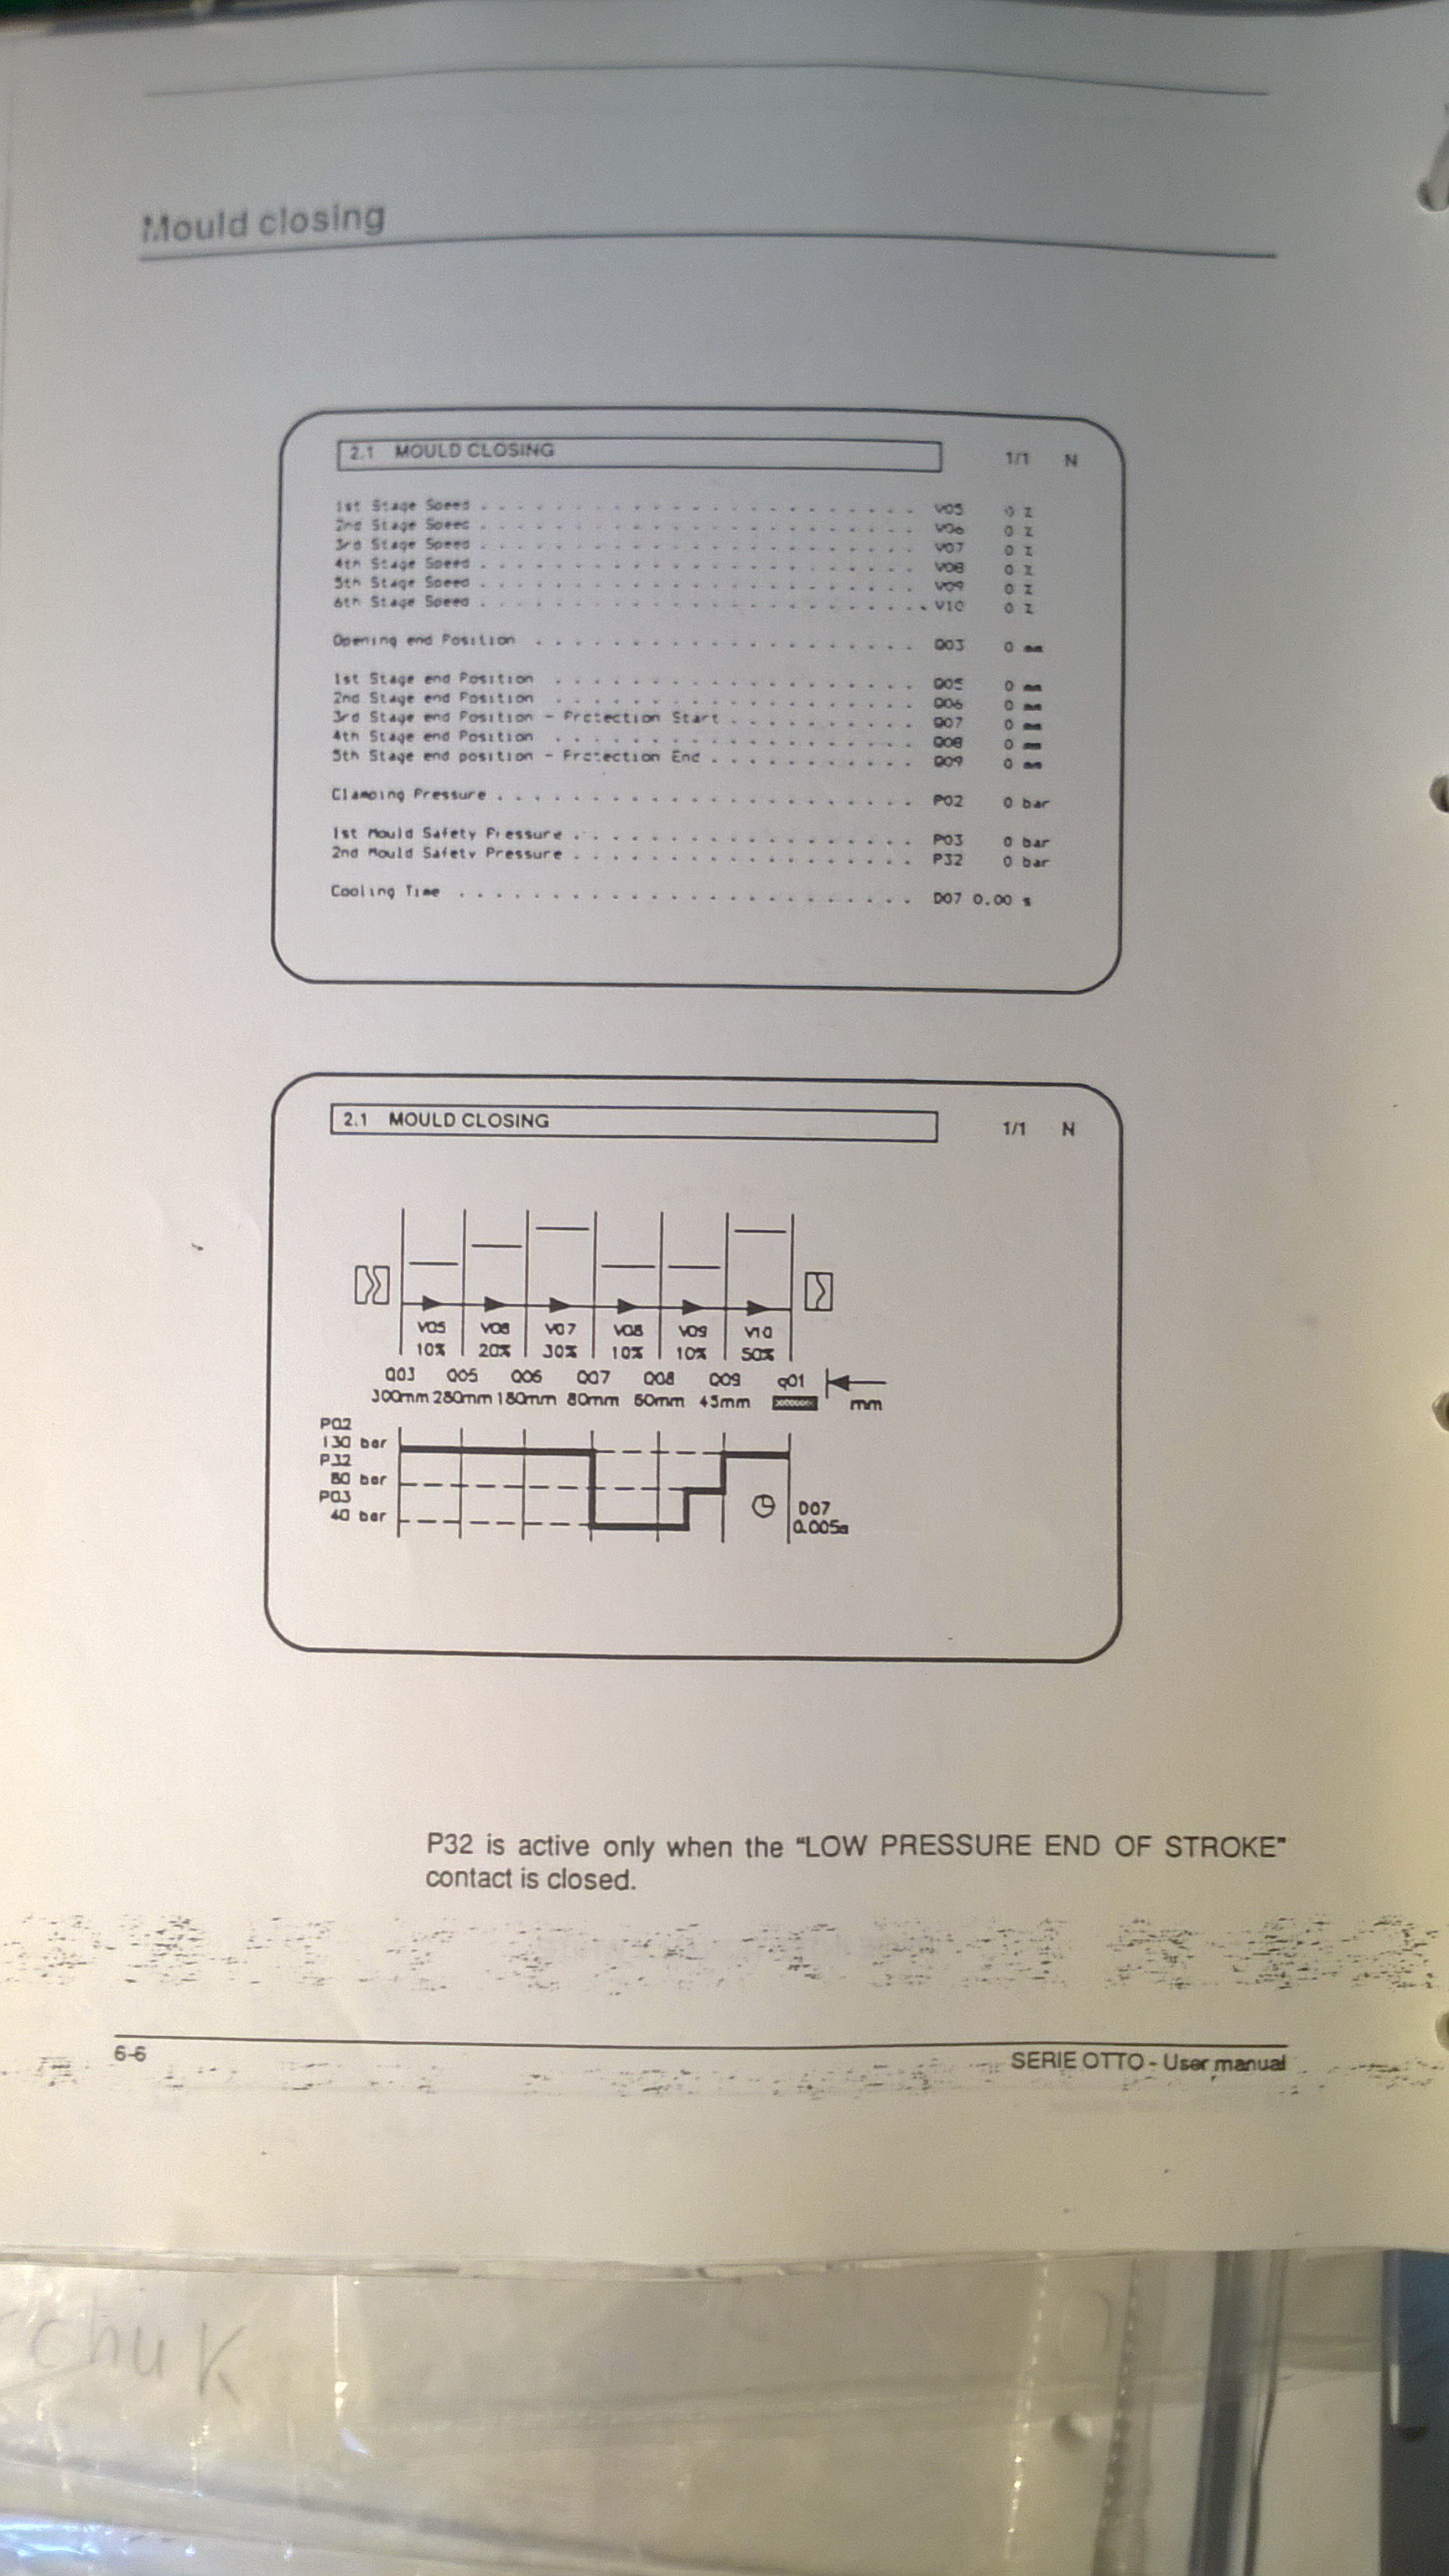 Mould closing
2.1 MOULD CLOSING 1/1 N
1st Stage Speed . . . . . . . . . . . . . . . . . . . . . . . V05 0 %
2nd Stage Speed . . . . . . . . . . . . . . . . . . . . . . . V06 0 %
3rd Stage Speed . . . . . . . . . . . . . . . . . . . . . . . V07 0 %
4th Stage Speed . . . . . . . . . . . . . . . . . . . . . . . V08 0 %
5th Stage Speed . . . . . . . . . . . . . . . . . . . . . . . V09 0 %
6th Stage Speed . . . . . . . . . . . . . . . . . . . . . . . V10 0 %
Opening end Position . . . . . . . . . . . . . . . . . . . . Q03 0 mm
1st Stage end Position . . . . . . . . . . . . . . . . . . . Q05 0 mm
2nd Stage end Position . . . . . . . . . . . . . . . . . . . Q06 0 mm
3rd Stage end Position - Protection Start . . . . . . . . . . Q07 0 mm
4th Stage end Position . . . . . . . . . . . . . . . . . . . Q08 0 mm
5th Stage end position - Protection End . . . . . . . . . . . Q09 0 mm
Clamping Pressure . . . . . . . . . . . . . . . . . . . . . . P02 0 bar
1st Mould Safety Pressure . . . . . . . . . . . . . . . . . . P03 0 bar
2nd Mould Safety Pressure . . . . . . . . . . . . . . . . . . P32 0 bar
Cooling Time . . . . . . . . . . . . . . . . . . . . . . . . D07 0.00 s
2.1 MOULD CLOSING 1/1 N
V05 V06 V07 V08 V09 V10
10% 20% 30% 10% 10% 50%
Q03 Q05 Q06 Q07 Q08 Q09 q01
300mm 280mm 180mm 80mm 60mm 45mm mm
P02
130 bar
P32
80 bar
P03
40 bar
D07
0.005s
P32 is active only when the "LOW PRESSURE END OF STROKE"
contact is closed.
6-6 SERIE OTTO - User manual
chuk